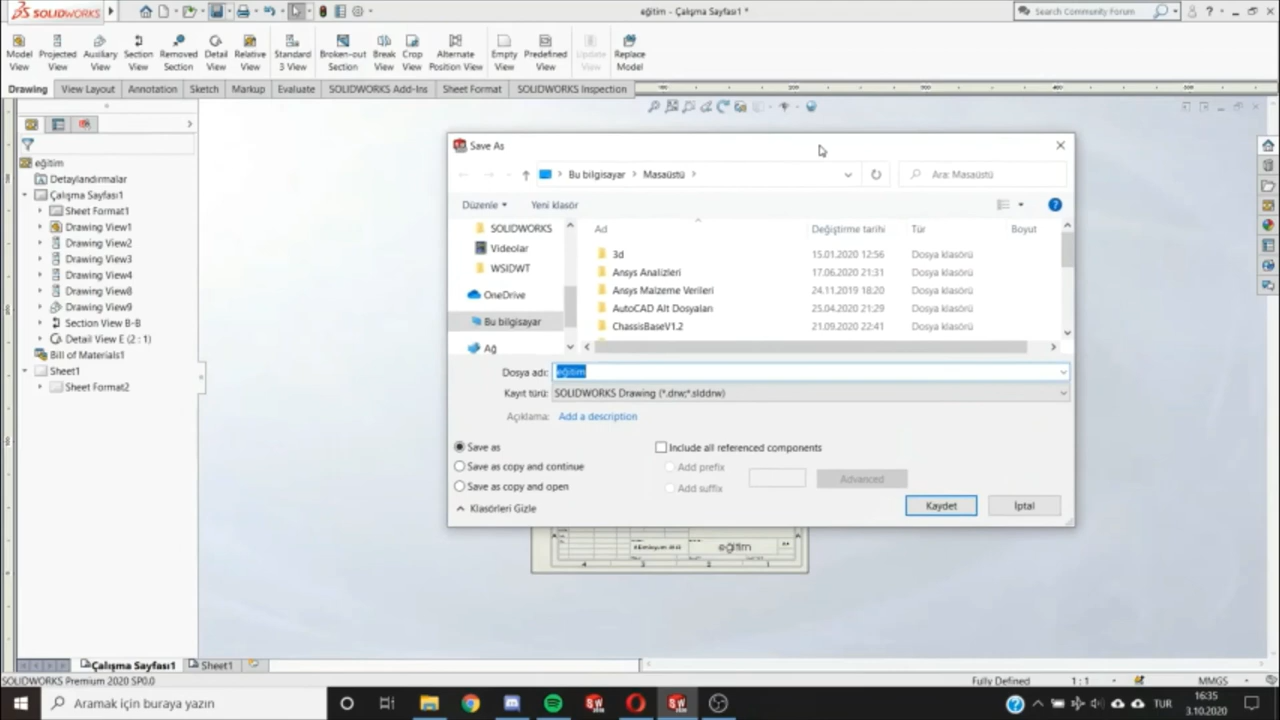 SOLIDWORKS
eğitim - Çalışma Sayfası1 *
Search Community Forum
Model View
Projected View
Auxiliary View
Section View
Removed Section
Detail View
Relative View
Standard 3 View
Broken-out Section
Break View
Crop View
Alternate Position View
Empty View
Predefined View
Update View
Replace Model
Drawing
View Layout
Annotation
Sketch
Markup
Evaluate
SOLIDWORKS Add-Ins
Sheet Format
SOLIDWORKS Inspection
eğitim
Detaylandırmalar
Çalışma Sayfası1
Sheet Format1
Drawing View1
Drawing View2
Drawing View3
Drawing View4
Drawing View8
Drawing View9
Section View B-B
Detail View E (2 : 1)
Bill of Materials1
Sheet1
Sheet Format2
Save As
Bu bilgisayar
Masaüstü
Ara: Masaüstü
Düzenle
Yeni klasör
SOLIDWORKS
Videolar
WSIDWT
OneDrive
Bu bilgisayar
Ağ
Ad Değiştirme tarihi Tür Boyut
3d 15.01.2020 12:56 Dosya klasörü
Ansys Analizleri 17.06.2020 21:31 Dosya klasörü
Ansys Malzeme Verileri 24.11.2019 18:20 Dosya klasörü
AutoCAD Alt Dosyaları 25.04.2020 21:29 Dosya klasörü
ChassisBaseV1.2 21.09.2020 22:41 Dosya klasörü
Dosya adı: eğitim
Kayıt türü: SOLIDWORKS Drawing (*.drw;*.slddrw)
Açıklama: Add a description
Save as
Save as copy and continue
Save as copy and open
Include all referenced components
Add prefix
Add suffix
Advanced
Klasörleri Gizle
Kaydet
İptal
eğitim
4 3 2 1
Çalışma Sayfası1
Sheet1
SOLIDWORKS Premium 2020 SP0.0
Fully Defined
1 : 1
MMGS
Aramak için buraya yazın
TUR
16:35
3.10.2020